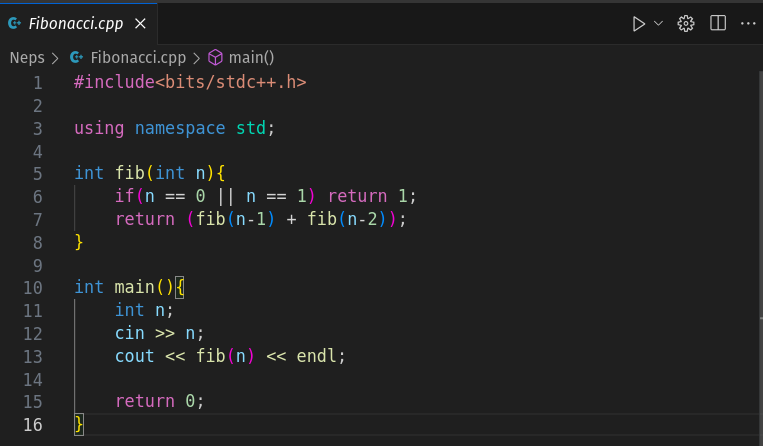 Fibonacci.cpp
Neps > Fibonacci.cpp > main()
1 #include<bits/stdc++.h>
2
3 using namespace std;
4
5 int fib(int n){
6     if(n == 0 || n == 1) return 1;
7     return (fib(n-1) + fib(n-2));
8 }
9
10 int main(){
11     int n;
12     cin >> n;
13     cout << fib(n) << endl;
14
15     return 0;
16 }